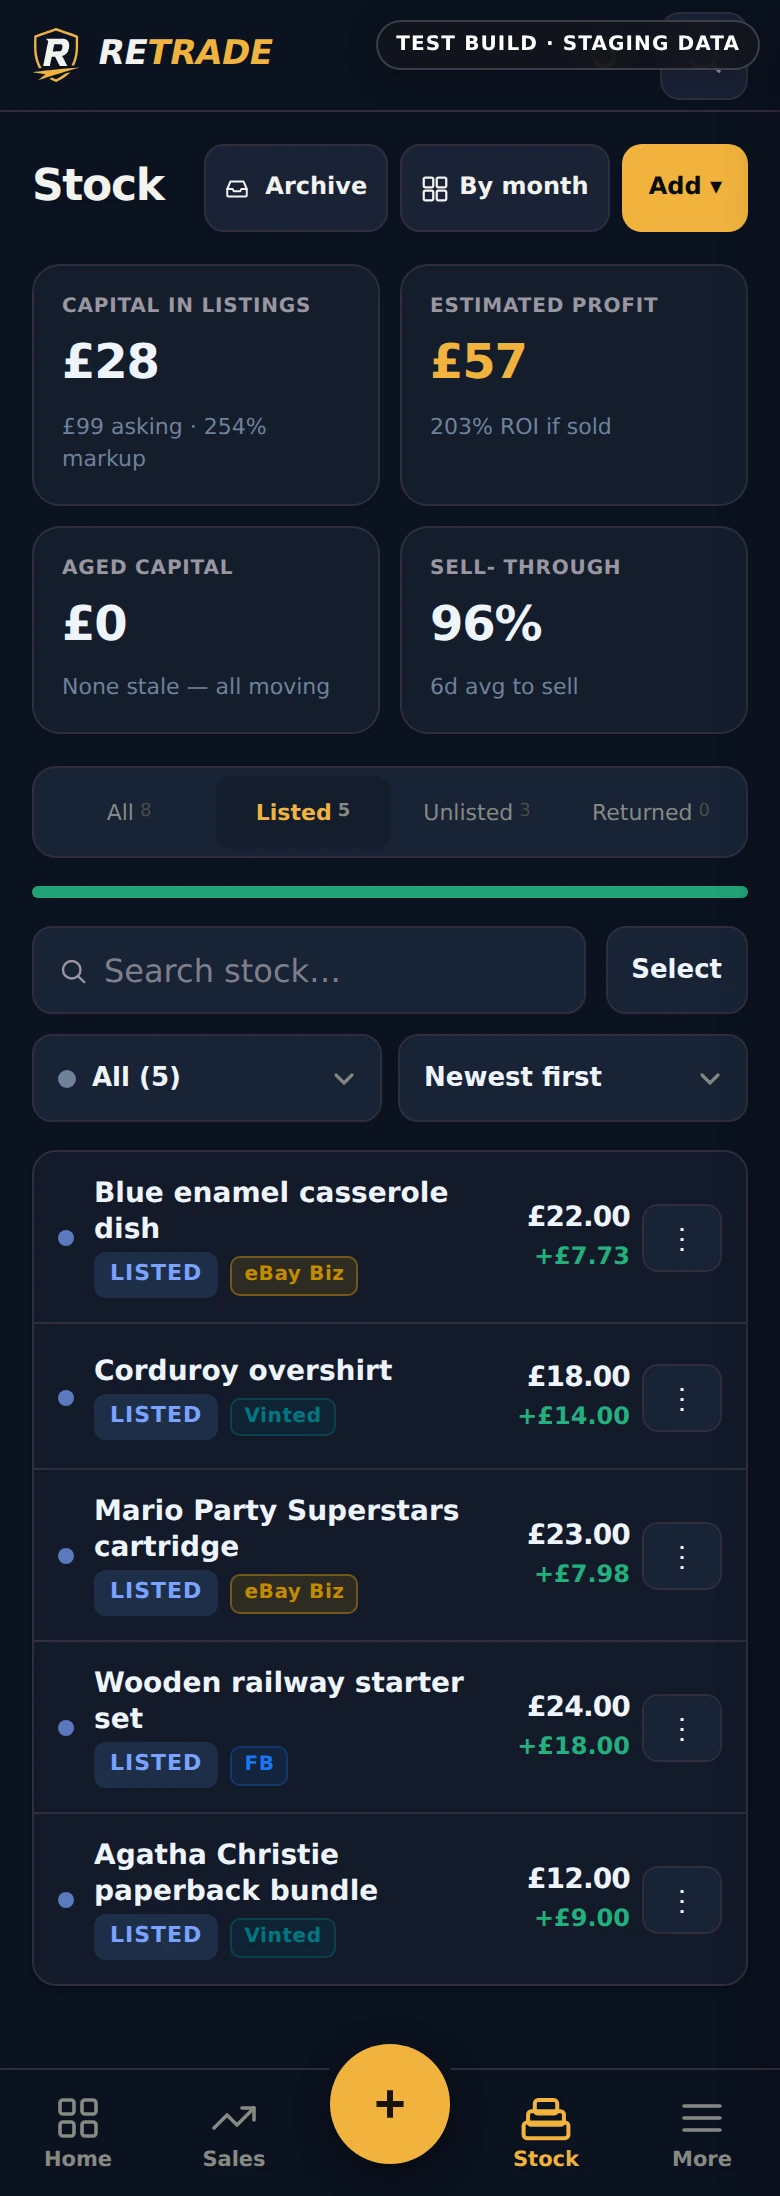 RETRADE
TEST BUILD · STAGING DATA
Stock
Archive
By month
Add ▾
CAPITAL IN LISTINGS
£28
£99 asking · 254%
markup
ESTIMATED PROFIT
£57
203% ROI if sold
AGED CAPITAL
£0
None stale — all moving
SELL- THROUGH
96%
6d avg to sell
All 8
Listed 5
Unlisted 3
Returned 0
Search stock...
Select
All (5)
Newest first
Blue enamel casserole
dish
LISTED eBay Biz
£22.00
+£7.73
Corduroy overshirt
LISTED Vinted
£18.00
+£14.00
Mario Party Superstars
cartridge
LISTED eBay Biz
£23.00
+£7.98
Wooden railway starter
set
LISTED FB
£24.00
+£18.00
Agatha Christie
paperback bundle
LISTED Vinted
£12.00
+£9.00
+
Home
Sales
Stock
More